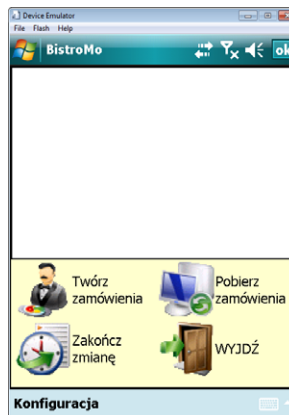 Device Emulator
File Flash Help
BistroMo
ok
Twórz
zamówienia
Pobierz
zamówienia
Zakończ
zmianę
WYJDŹ
Konfiguracja